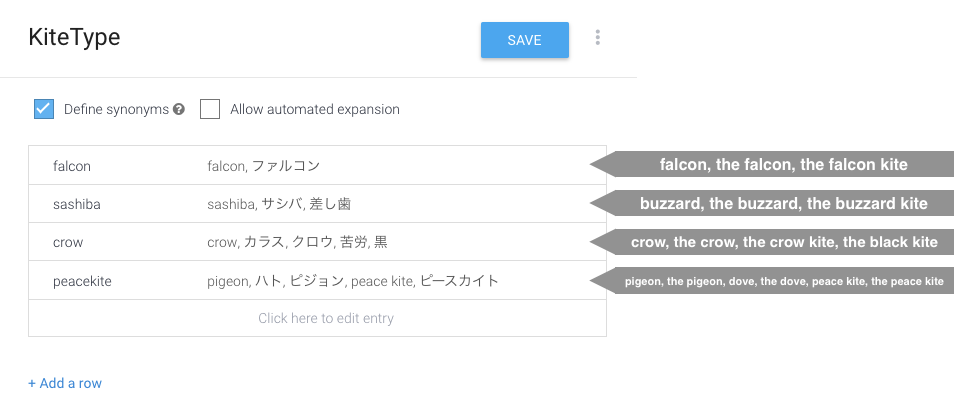 KiteType
SAVE
Define synonyms
Allow automated expansion
falcon falcon, ファルコン falcon, the falcon, the falcon kite
sashiba sashiba, サシバ, 差し歯 buzzard, the buzzard, the buzzard kite
crow crow, カラス, クロウ, 苦労, 黒 crow, the crow, the crow kite, the black kite
peacekite pigeon, ハト, ピジョン, peace kite, ピースカイト pigeon, the pigeon, dove, the dove, peace kite, the peace kite
Click here to edit entry
+ Add a row